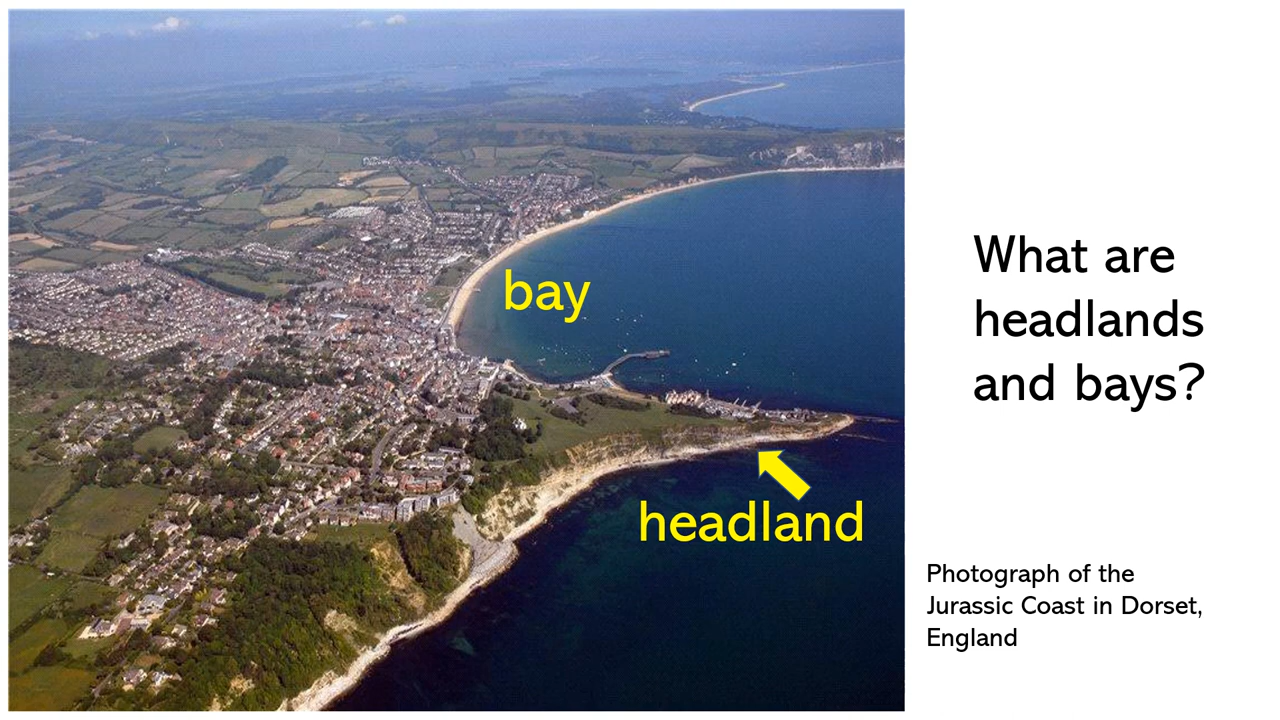 bay
headland
What are
headlands
and bays?
Photograph of the
Jurassic Coast in Dorset,
England